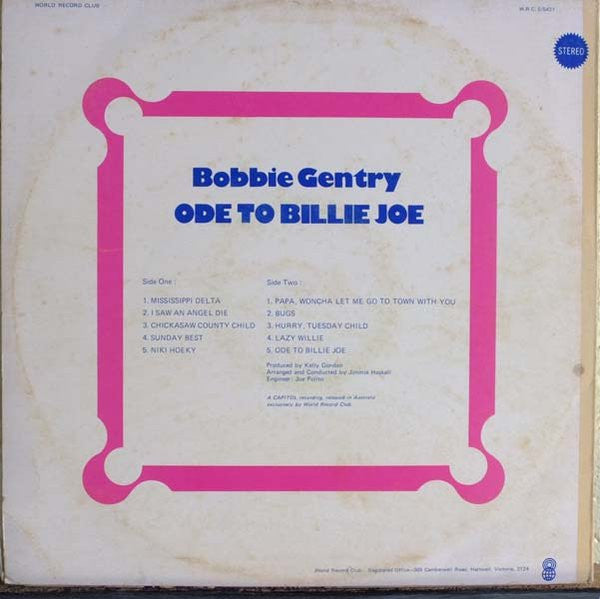 WORLD RECORD CLUB
W.R.C. S/5421
STEREO
Bobbie Gentry
ODE TO BILLIE JOE
Side One :
1. MISSISSIPPI DELTA
2. I SAW AN ANGEL DIE
3. CHICKASAW COUNTY CHILD
4. SUNDAY BEST
5. NIKI HOEKY
Side Two :
1. PAPA, WONCHA LET ME GO TO TOWN WITH YOU
2. BUGS
3. HURRY, TUESDAY CHILD
4. LAZY WILLIE
5. ODE TO BILLIE JOE
Produced by Kelly Gordon
Arranged and Conducted by Jimmie Haskell
Engineer: Joe Polito
A CAPITOL recording, released in Australia
exclusively by World Record Club.
World Record Club. Registered Office—605 Camberwell Road, Hartwell, Victoria, 3124